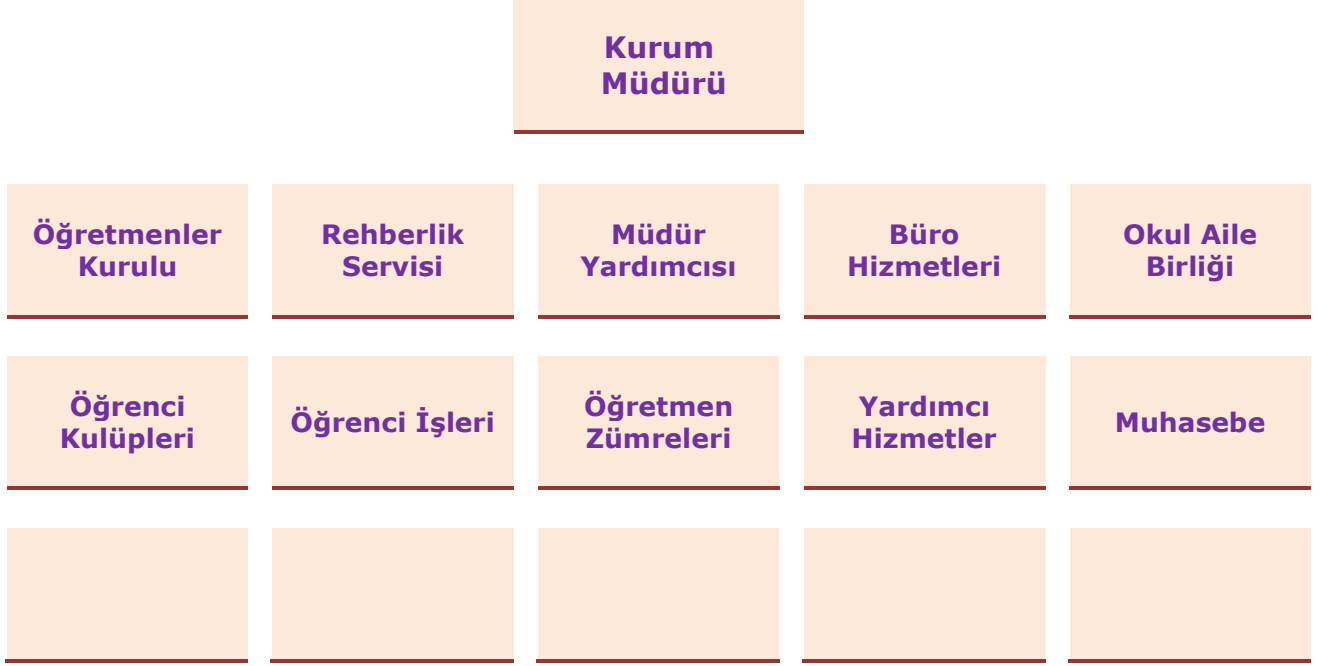 Kurum
Müdürü
Öğretmenler
Kurulu
Rehberlik
Servisi
Müdür
Yardımcısı
Büro
Hizmetleri
Okul Aile
Birliği
Öğrenci
Kulüpleri
Öğrenci İşleri
Öğretmen
Zümreleri
Yardımcı
Hizmetler
Muhasebe